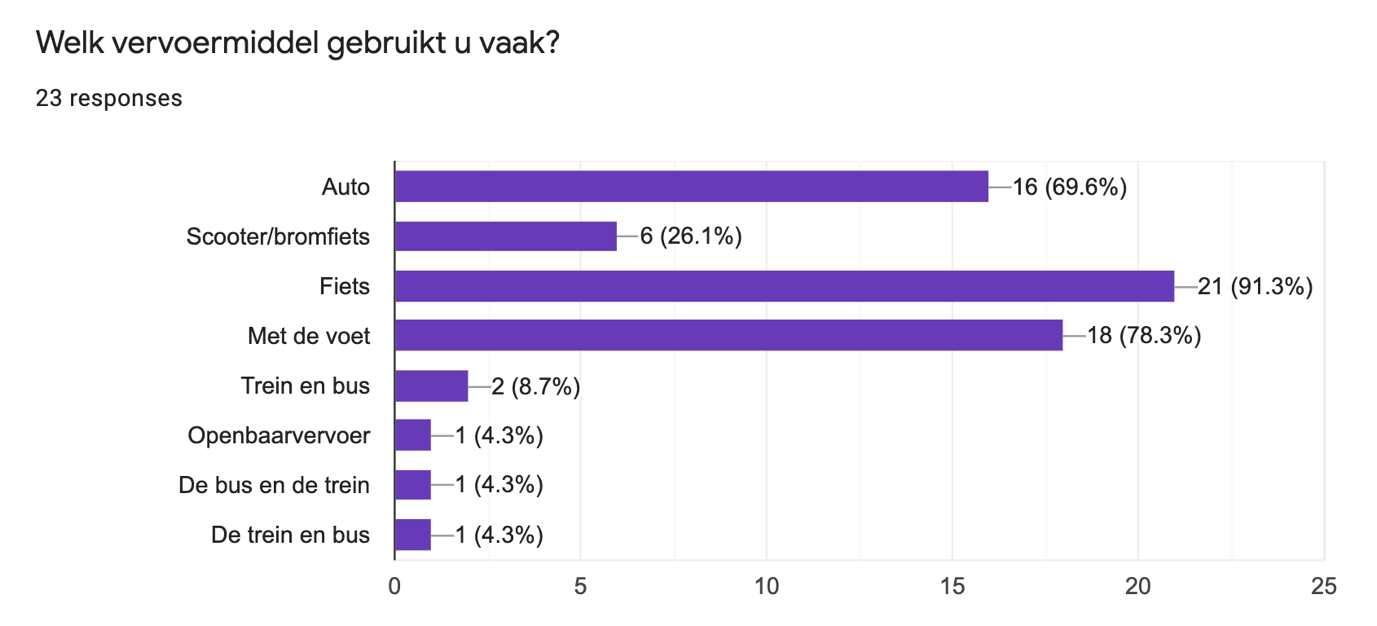 Welk vervoermiddel gebruikt u vaak?
23 responses
Auto 16 (69.6%)
Scooter/bromfiets 6 (26.1%)
Fiets 21 (91.3%)
Met de voet 18 (78.3%)
Trein en bus 2 (8.7%)
Openbaarvervoer 1 (4.3%)
De bus en de trein 1 (4.3%)
De trein en bus 1 (4.3%)
0 5 10 15 20 25